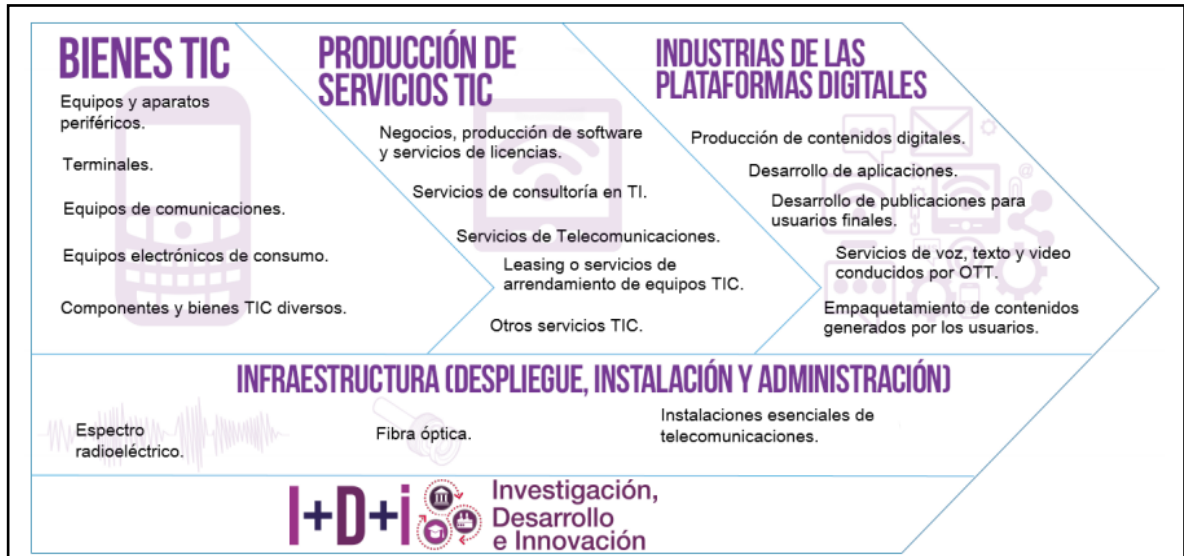 BIENES TIC
Equipos y aparatos
periféricos.
Terminales.
Equipos de comunicaciones.
Equipos electrónicos de consumo.
Componentes y bienes TIC diversos.
PRODUCCIÓN DE
SERVICIOS TIC
Negocios, producción de software
y servicios de licencias.
Servicios de consultoría en TI.
Servicios de Telecomunicaciones.
Leasing o servicios de
arrendamiento de equipos TIC.
Otros servicios TIC.
INDUSTRIAS DE LAS
PLATAFORMAS DIGITALES
Producción de contenidos digitales.
Desarrollo de aplicaciones.
Desarrollo de publicaciones para
usuarios finales.
Servicios de voz, texto y video
conducidos por OTT.
Empaquetamiento de contenidos
generados por los usuarios.
INFRAESTRUCTURA (DESPLIEGUE, INSTALACIÓN Y ADMINISTRACIÓN)
Espectro
radioeléctrico.
Fibra óptica.
Instalaciones esenciales de
telecomunicaciones.
I+D+i
Investigación,
Desarrollo
e Innovación